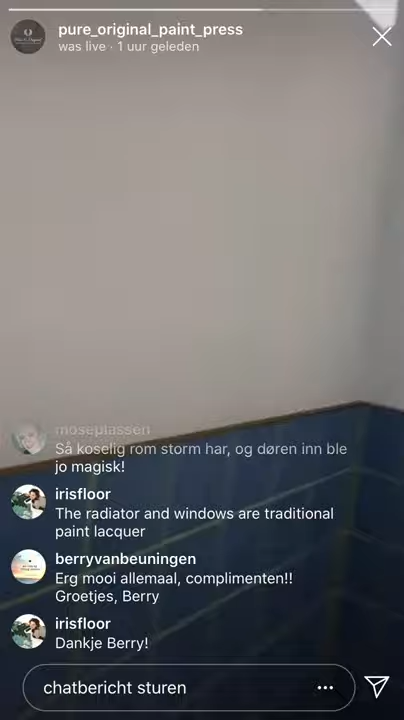 pure_original_paint_press
was live · 1 uur geleden
moseplassen
Så koselig rom storm har, og døren inn ble
jo magisk!
irisfloor
The radiator and windows are traditional
paint lacquer
berryvanbeuningen
Erg mooi allemaal, complimenten!!
Groetjes, Berry
irisfloor
Dankje Berry!
chatbericht sturen